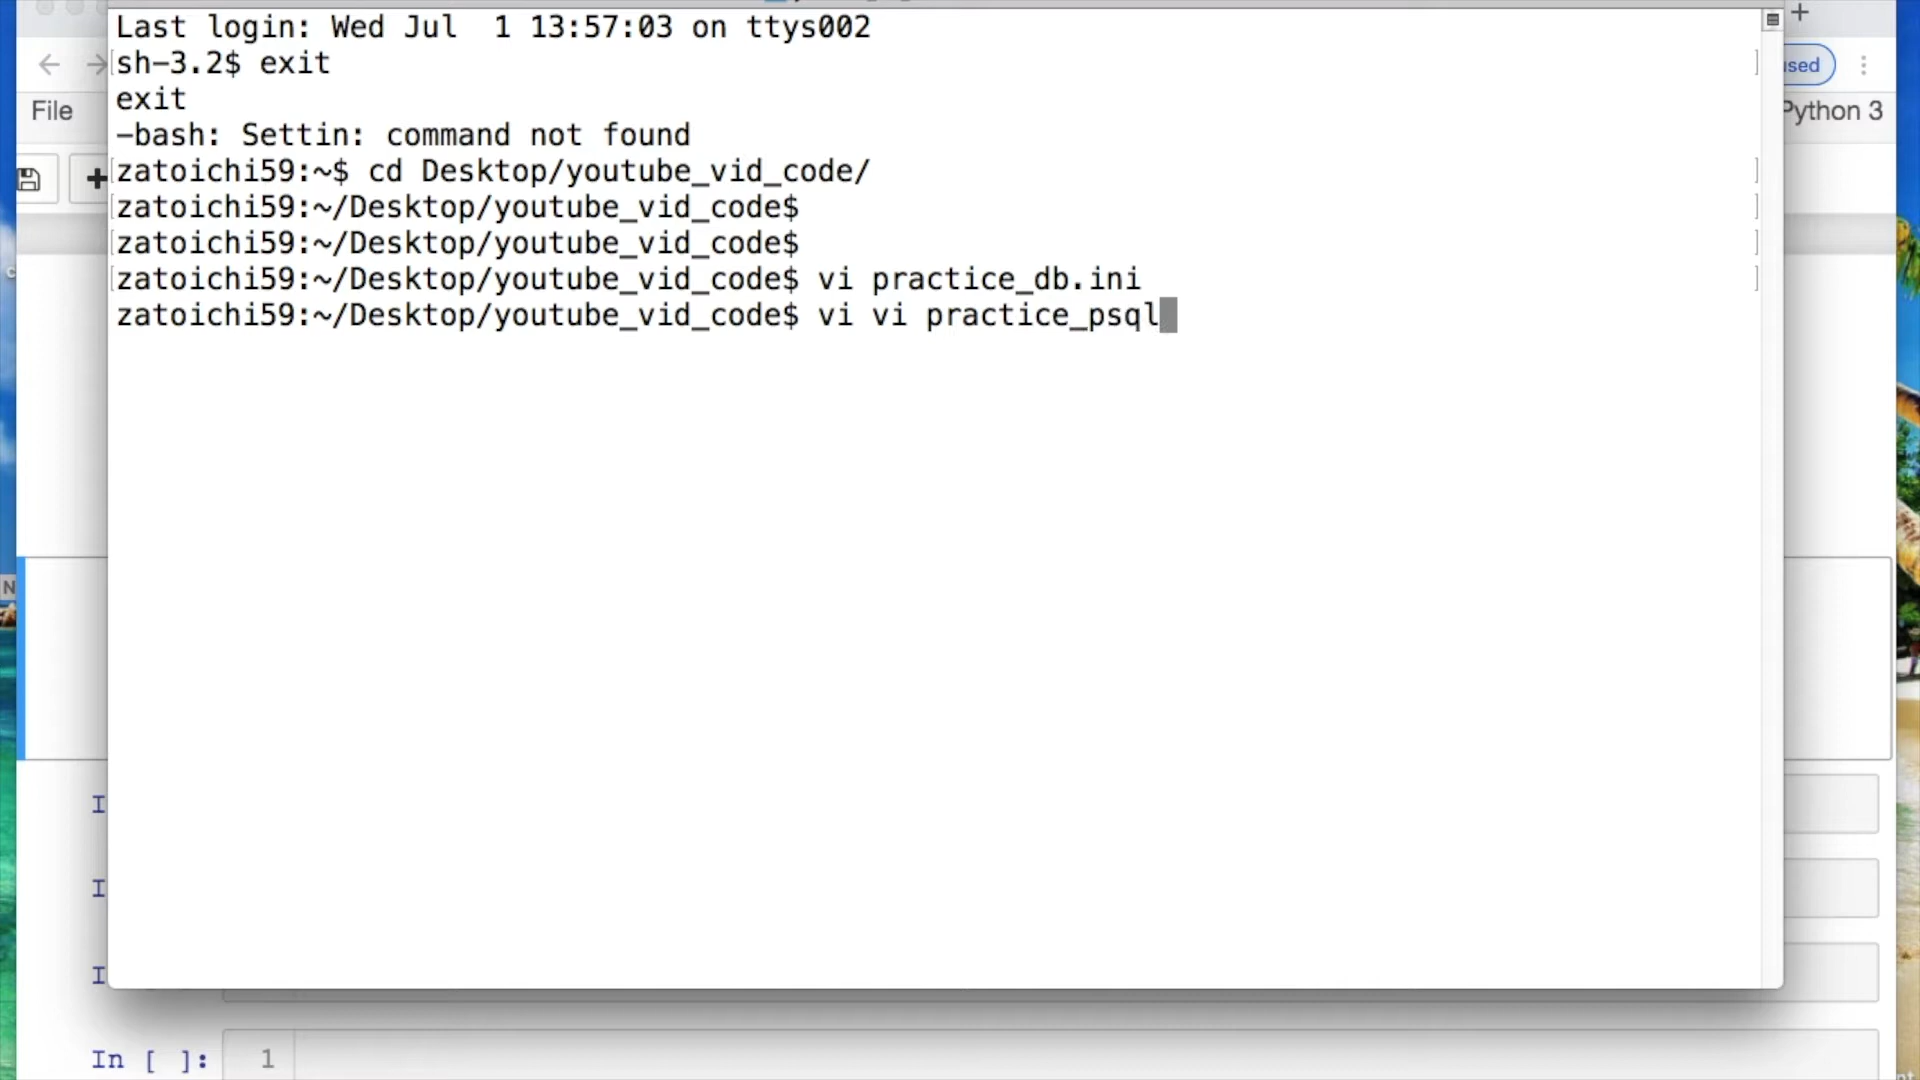 Last login: Wed Jul  1 13:57:03 on ttys002
sh-3.2$ exit
exit
-bash: Settin: command not found
zatoichi59:~$ cd Desktop/youtube_vid_code/
zatoichi59:~/Desktop/youtube_vid_code$
zatoichi59:~/Desktop/youtube_vid_code$
zatoichi59:~/Desktop/youtube_vid_code$ vi practice_db.ini
zatoichi59:~/Desktop/youtube_vid_code$ vi vi practice_psql
File
Python 3
In [ ]: 1